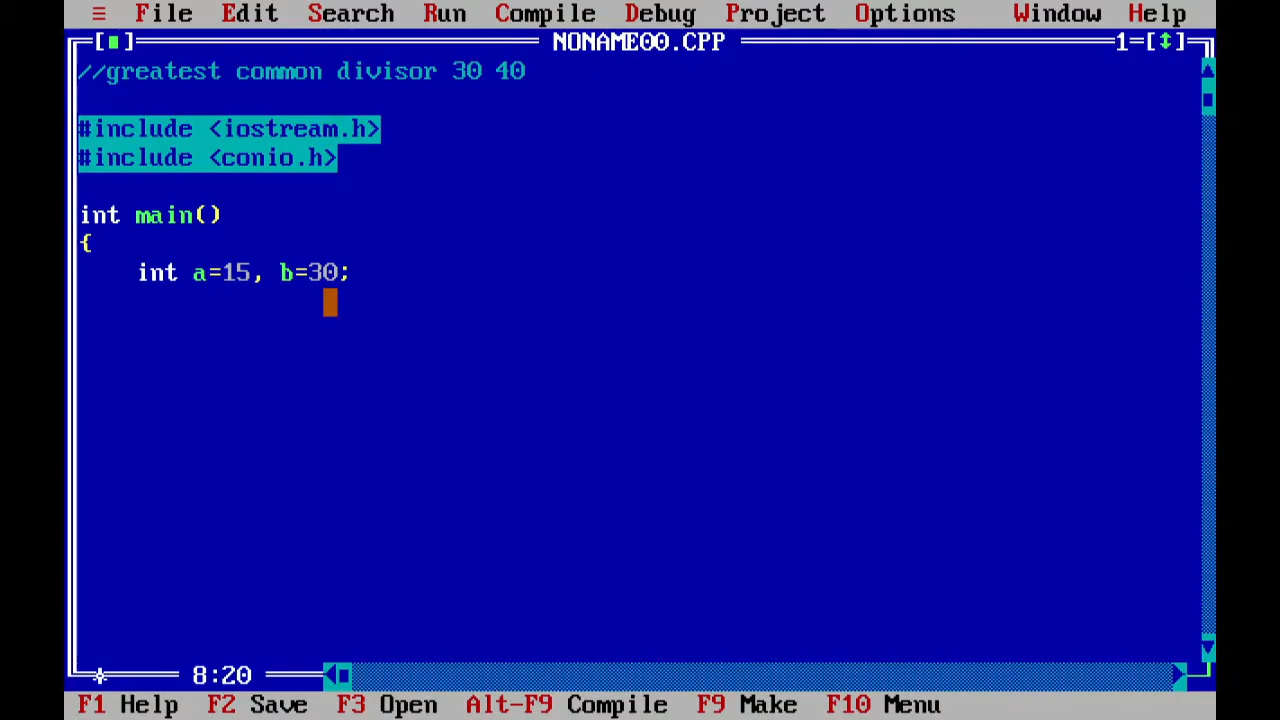 ≡ File Edit Search Run Compile Debug Project Options Window Help
[■] NONAME00.CPP 1=[↕]
//greatest common divisor 30 40
#include <iostream.h>
#include <conio.h>
int main()
{
int a=15, b=30;
8:20
F1 Help F2 Save F3 Open Alt-F9 Compile F9 Make F10 Menu